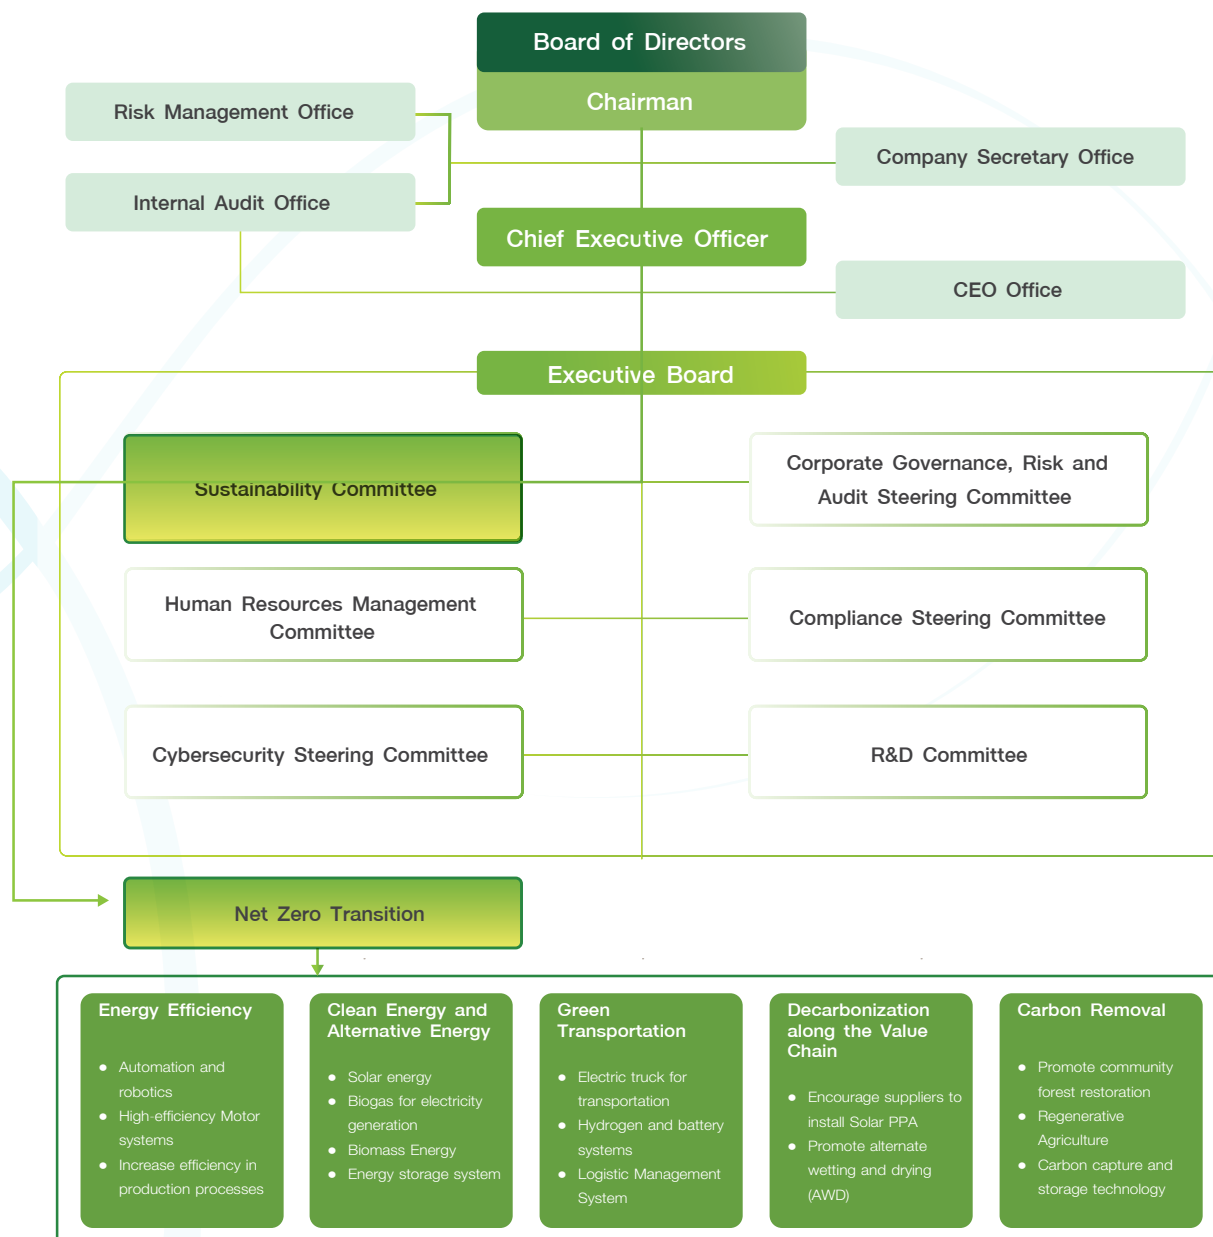 Board of Directors
Chairman
Risk Management Office
Company Secretary Office
Internal Audit Office
Chief Executive Officer
CEO Office
Executive Board
Sustainability Committee
Corporate Governance, Risk and
Audit Steering Committee
Human Resources Management
Committee
Compliance Steering Committee
Cybersecurity Steering Committee
R&D Committee
Net Zero Transition
Energy Efficiency
● Automation and
robotics
● High-efficiency Motor
systems
● Increase efficiency in
production processes
Clean Energy and
Alternative Energy
● Solar energy
● Biogas for electricity
generation
● Biomass Energy
● Energy storage system
Green
Transportation
● Electric truck for
transportation
● Hydrogen and battery
systems
● Logistic Management
System
Decarbonization
along the Value
Chain
● Encourage suppliers to
install Solar PPA
● Promote alternate
wetting and drying
(AWD)
Carbon Removal
● Promote community
forest restoration
● Regenerative
Agriculture
● Carbon capture and
storage technology